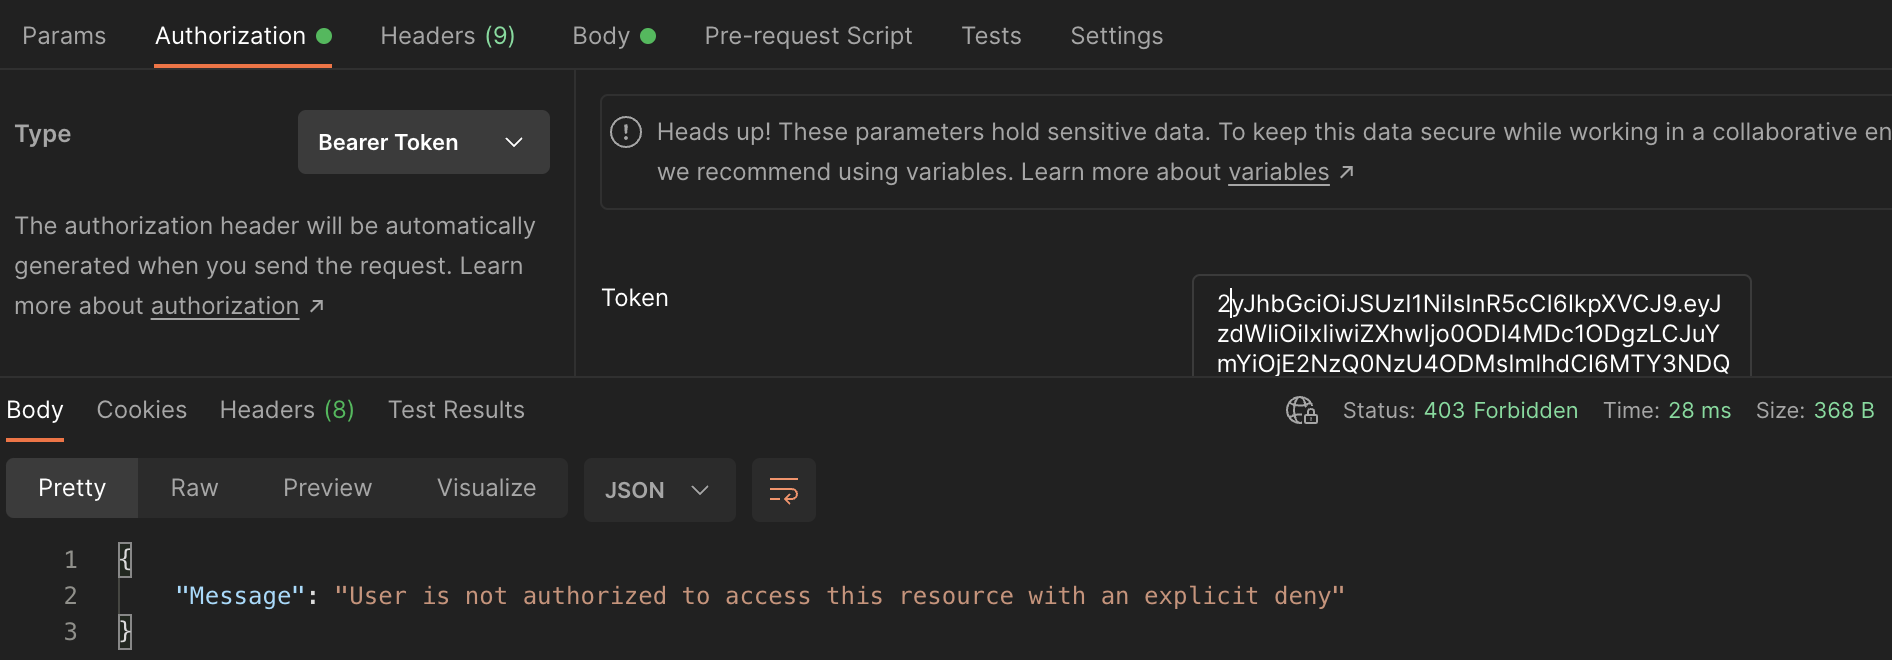 Params Authorization Headers (9) Body Pre-request Script Tests Settings
Type
Bearer Token
The authorization header will be automatically
generated when you send the request. Learn
more about authorization ↗
! Heads up! These parameters hold sensitive data. To keep this data secure while working in a collaborative en
we recommend using variables. Learn more about variables ↗
Token
2yJhbGciOiJSUzI1NiIsInR5cCI6IkpXVCJ9.eyJ
zdWIiOiIxIiwiZXhwIjo0ODI4MDc1ODgzLCJuY
mYiOjE2NzQ0NzU4ODMsImlhdCI6MTY3NDQ
Body Cookies Headers (8) Test Results
Status: 403 Forbidden Time: 28 ms Size: 368 B
Pretty Raw Preview Visualize JSON
1 {
2 "Message": "User is not authorized to access this resource with an explicit deny"
3 }